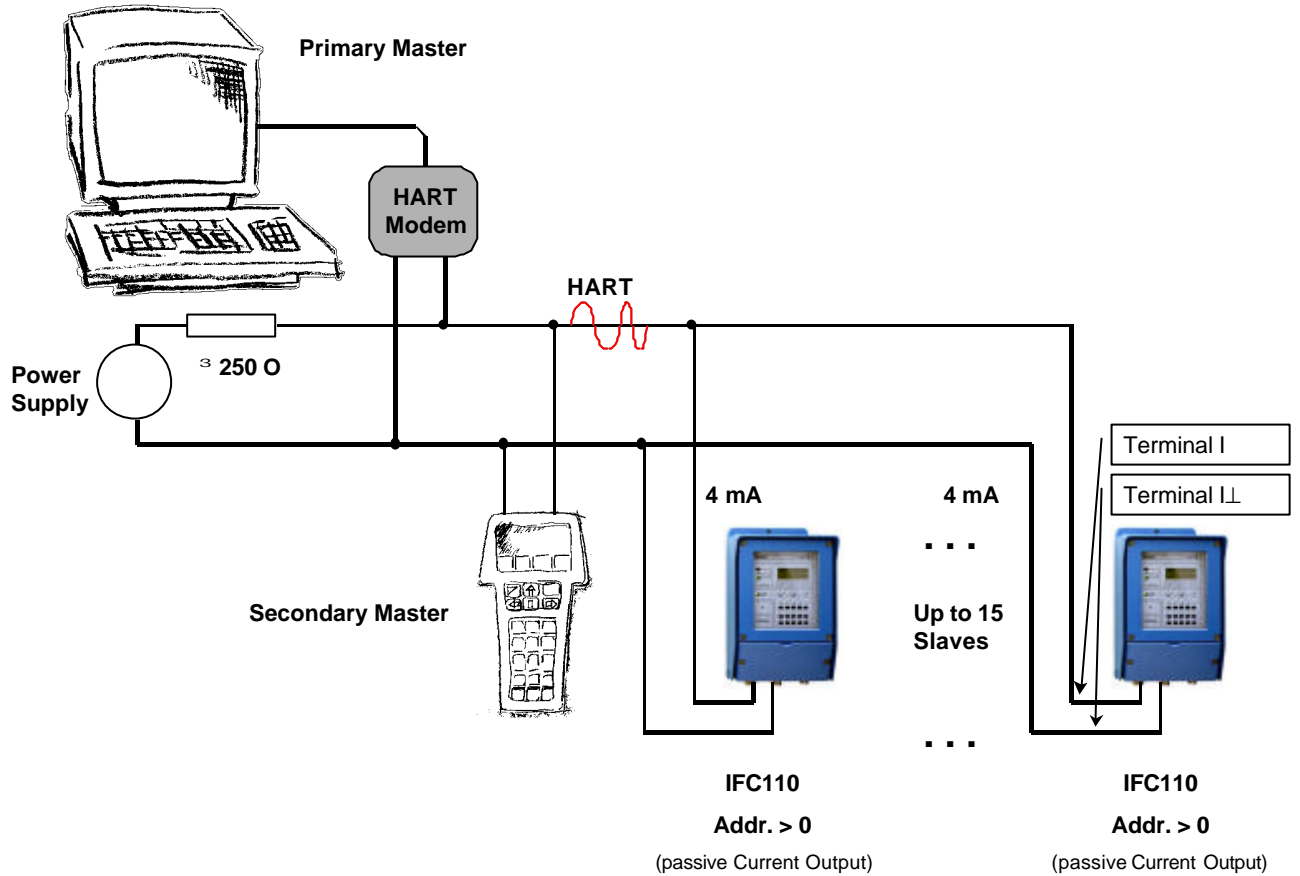 Primary Master
HART
Modem
HART
³ 250 O
Power
Supply
Terminal I
Terminal I⊥
4 mA
4 mA
. . .
Secondary Master
Up to 15
Slaves
. . .
IFC110
IFC110
Addr. > 0
Addr. > 0
(passive Current Output)
(passive Current Output)